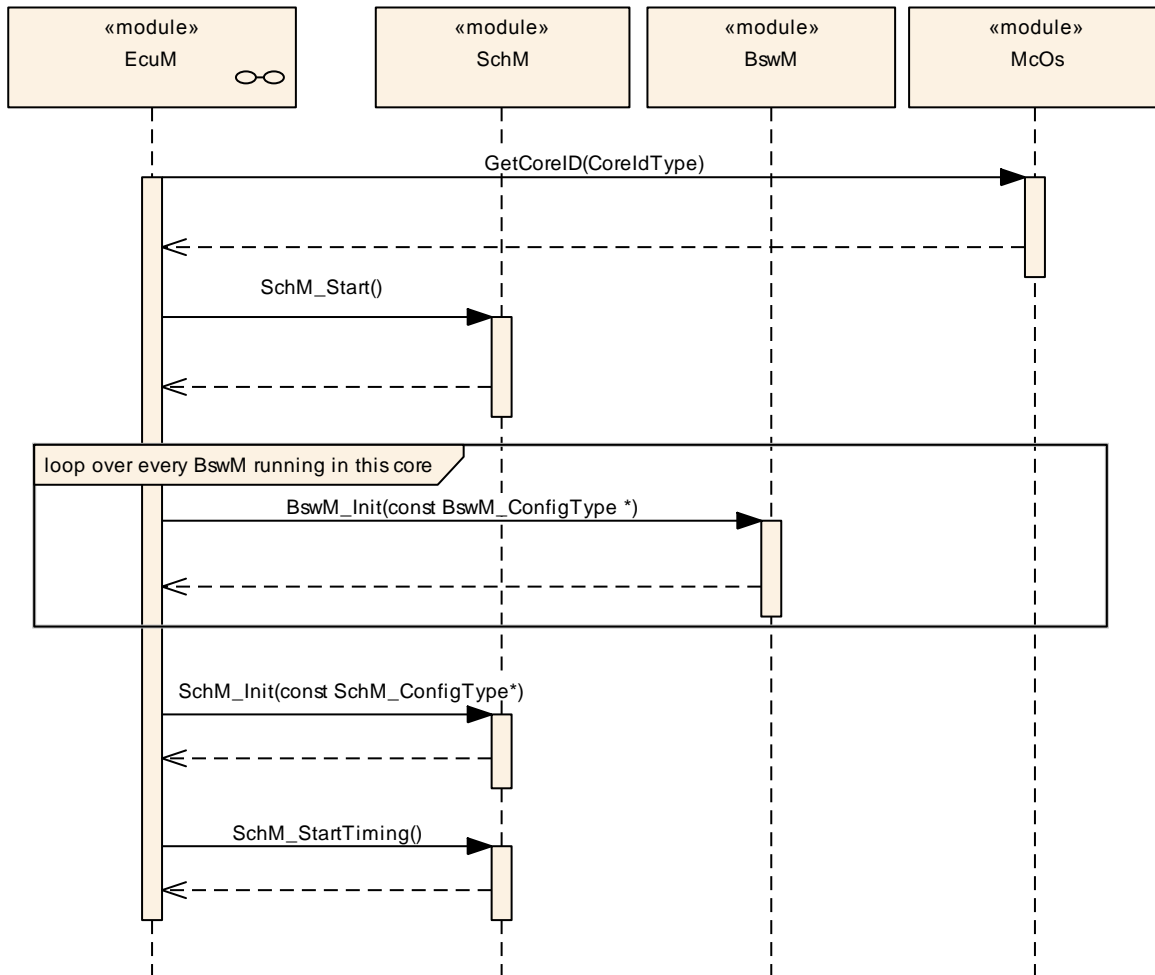 «module»
EcuM
«module»
SchM
«module»
BswM
«module»
McOs
GetCoreID(CoreIdType)
SchM_Start()
loop over every BswM running in this core
BswM_Init(const BswM_ConfigType *)
SchM_Init(const SchM_ConfigType*)
SchM_StartTiming()